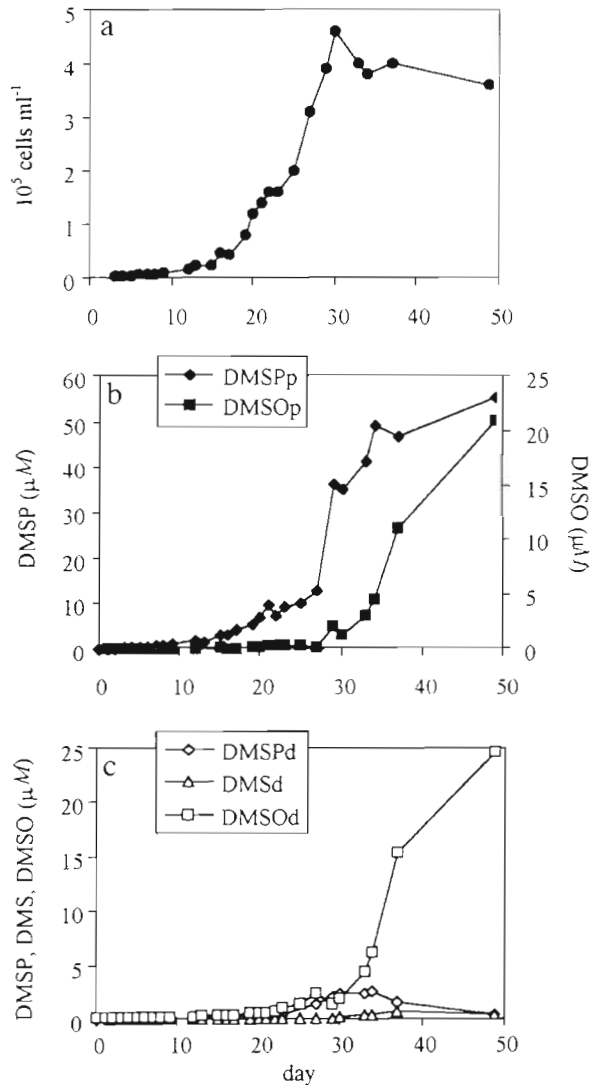 a
5
4
3
2
1
0
10⁵ cells ml⁻¹
0 10 20 30 40 50
b
DMSPp
DMSOp
60
50
40
30
20
10
0
DMSP (µM)
25
20
15
10
5
0
DMSO (µM)
0 10 20 30 40 50
c
DMSPd
DMSd
DMSOd
25
20
15
10
5
0
DMSP, DMS, DMSO (µM)
0 10 20 30 40 50
day